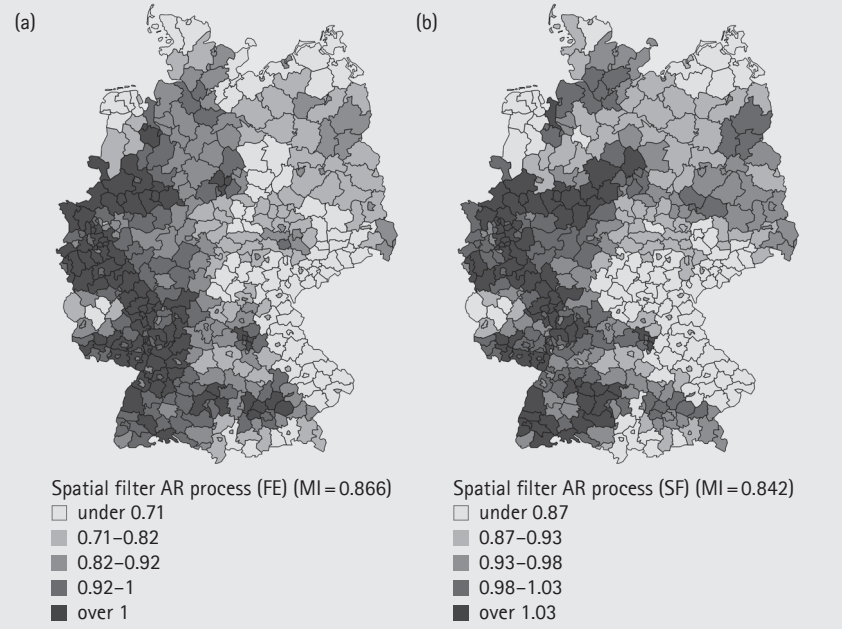 (a)
(b)
Spatial filter AR process (FE) (MI = 0.866)
under 0.71
0.71–0.82
0.82–0.92
0.92–1
over 1
Spatial filter AR process (SF) (MI = 0.842)
under 0.87
0.87–0.93
0.93–0.98
0.98–1.03
over 1.03